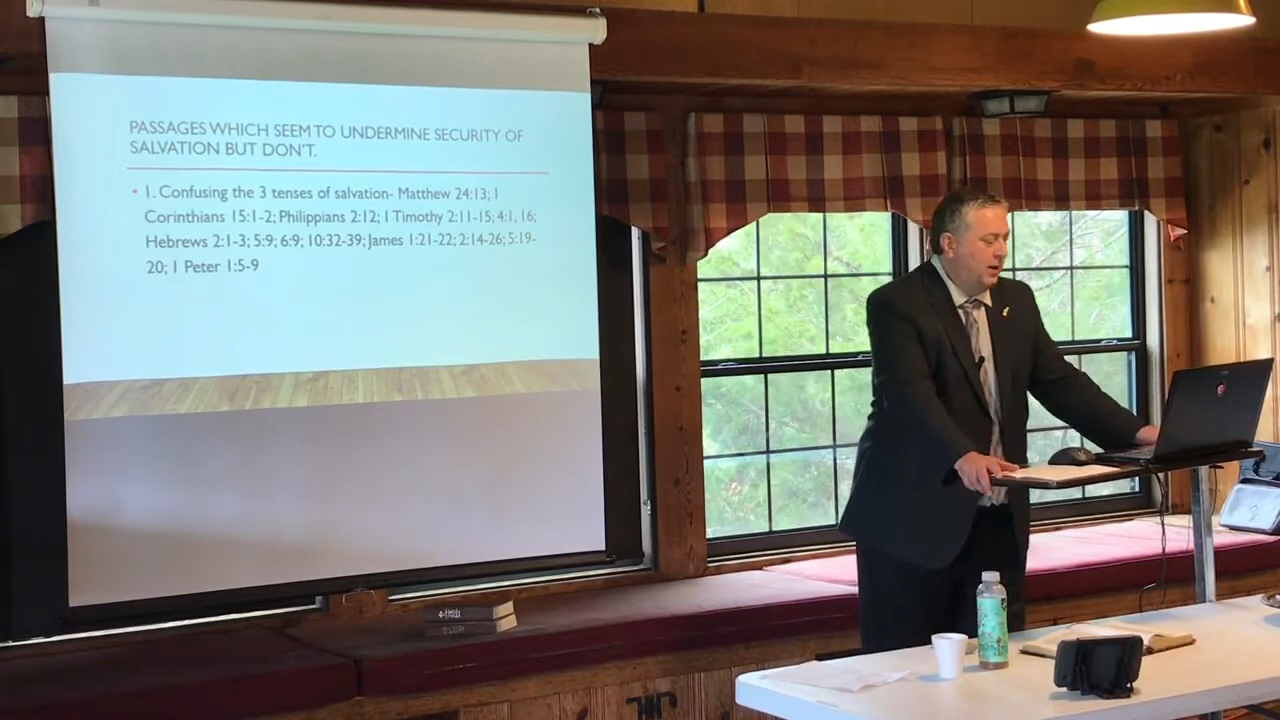 PASSAGES WHICH SEEM TO UNDERMINE SECURITY OF
SALVATION BUT DON'T.
• 1. Confusing the 3 tenses of salvation- Matthew 24:13; 1
Corinthians 15:1-2; Philippians 2:12; 1 Timothy 2:11-15; 4:1, 16;
Hebrews 2:1-3; 5:9; 6:9; 10:32-39; James 1:21-22; 2:14-26; 5:19-
20; 1 Peter 1:5-9